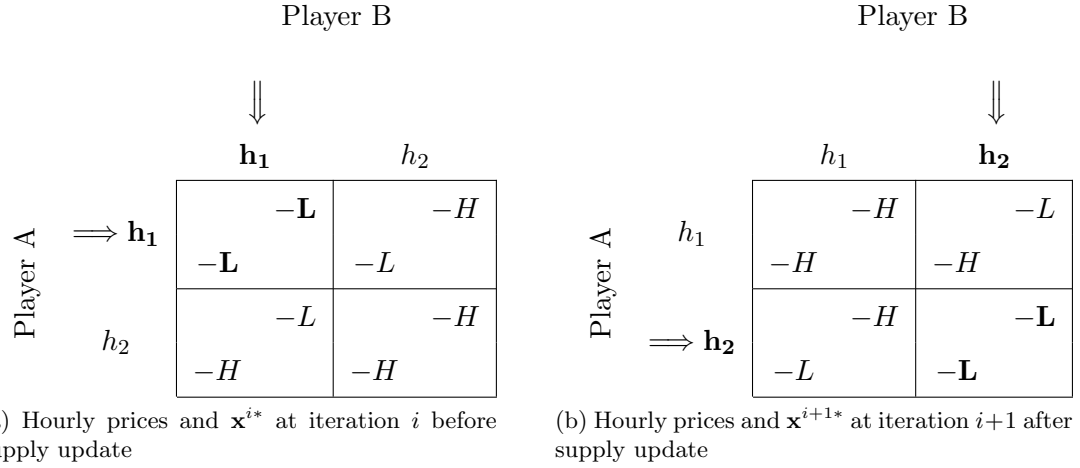 Player B
⇓
h₁ h₂
Player A
⟹ h₁
−L −H
−L −L
h₂
−L −H
−H −H
) Hourly prices and x^{i*} at iteration i before
upply update
Player B
⇓
h₁ h₂
Player A
h₁
−H −L
−H −H
⟹ h₂
−H −L
−L −L
(b) Hourly prices and x^{i+1*} at iteration i+1 after
supply update